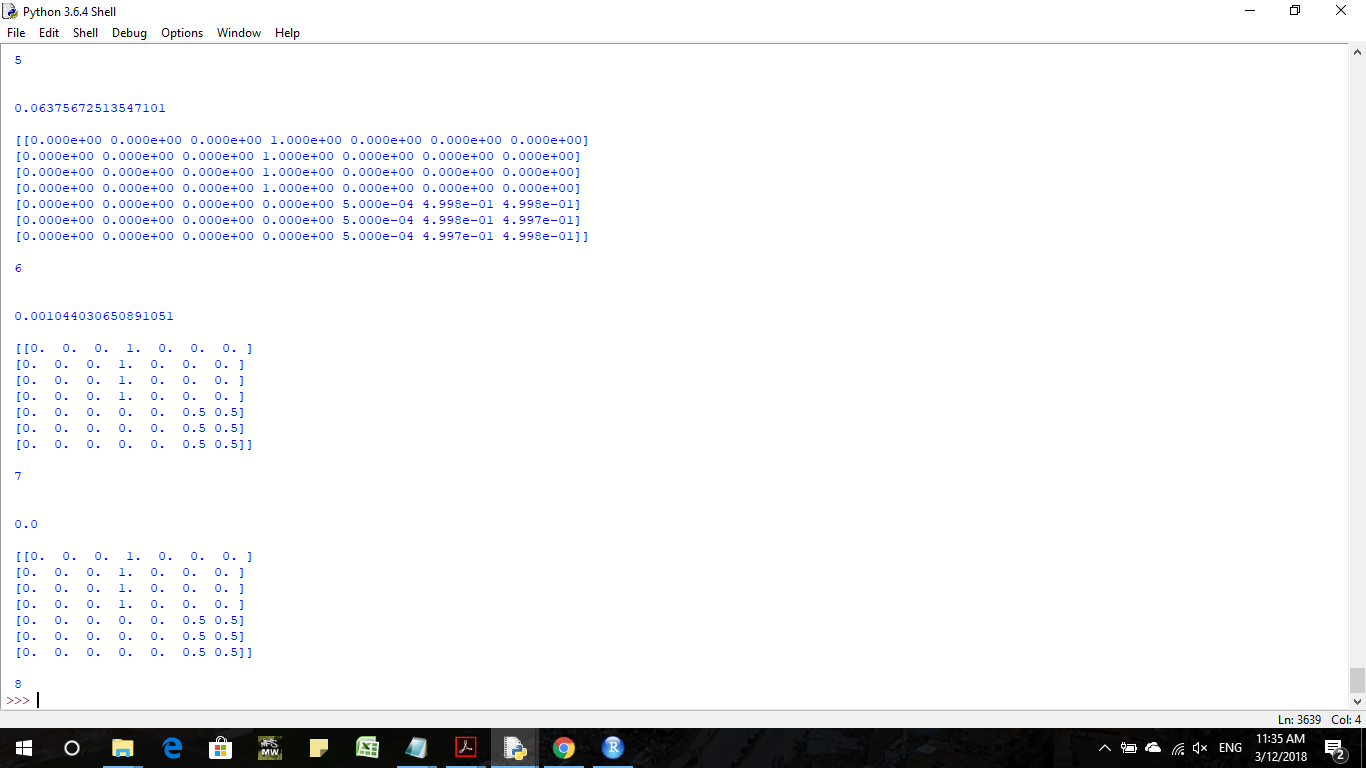 Python 3.6.4 Shell
File Edit Shell Debug Options Window Help
5
0.06375672513547101
[[0.000e+00 0.000e+00 0.000e+00 1.000e+00 0.000e+00 0.000e+00 0.000e+00]
[0.000e+00 0.000e+00 0.000e+00 1.000e+00 0.000e+00 0.000e+00 0.000e+00]
[0.000e+00 0.000e+00 0.000e+00 1.000e+00 0.000e+00 0.000e+00 0.000e+00]
[0.000e+00 0.000e+00 0.000e+00 1.000e+00 0.000e+00 0.000e+00 0.000e+00]
[0.000e+00 0.000e+00 0.000e+00 0.000e+00 5.000e-04 4.998e-01 4.998e-01]
[0.000e+00 0.000e+00 0.000e+00 0.000e+00 5.000e-04 4.998e-01 4.997e-01]
[0.000e+00 0.000e+00 0.000e+00 0.000e+00 5.000e-04 4.997e-01 4.998e-01]]
6
0.001044030650891051
[[0. 0. 0. 1. 0. 0. 0. ]
[0. 0. 0. 1. 0. 0. 0. ]
[0. 0. 0. 1. 0. 0. 0. ]
[0. 0. 0. 1. 0. 0. 0. ]
[0. 0. 0. 0. 0. 0.5 0.5]
[0. 0. 0. 0. 0. 0.5 0.5]
[0. 0. 0. 0. 0. 0.5 0.5]]
7
0.0
[[0. 0. 0. 1. 0. 0. 0. ]
[0. 0. 0. 1. 0. 0. 0. ]
[0. 0. 0. 1. 0. 0. 0. ]
[0. 0. 0. 1. 0. 0. 0. ]
[0. 0. 0. 0. 0. 0.5 0.5]
[0. 0. 0. 0. 0. 0.5 0.5]
[0. 0. 0. 0. 0. 0.5 0.5]]
8
>>>
Ln: 3639 Col: 4
MW
R
ENG
11:35 AM
3/12/2018
2